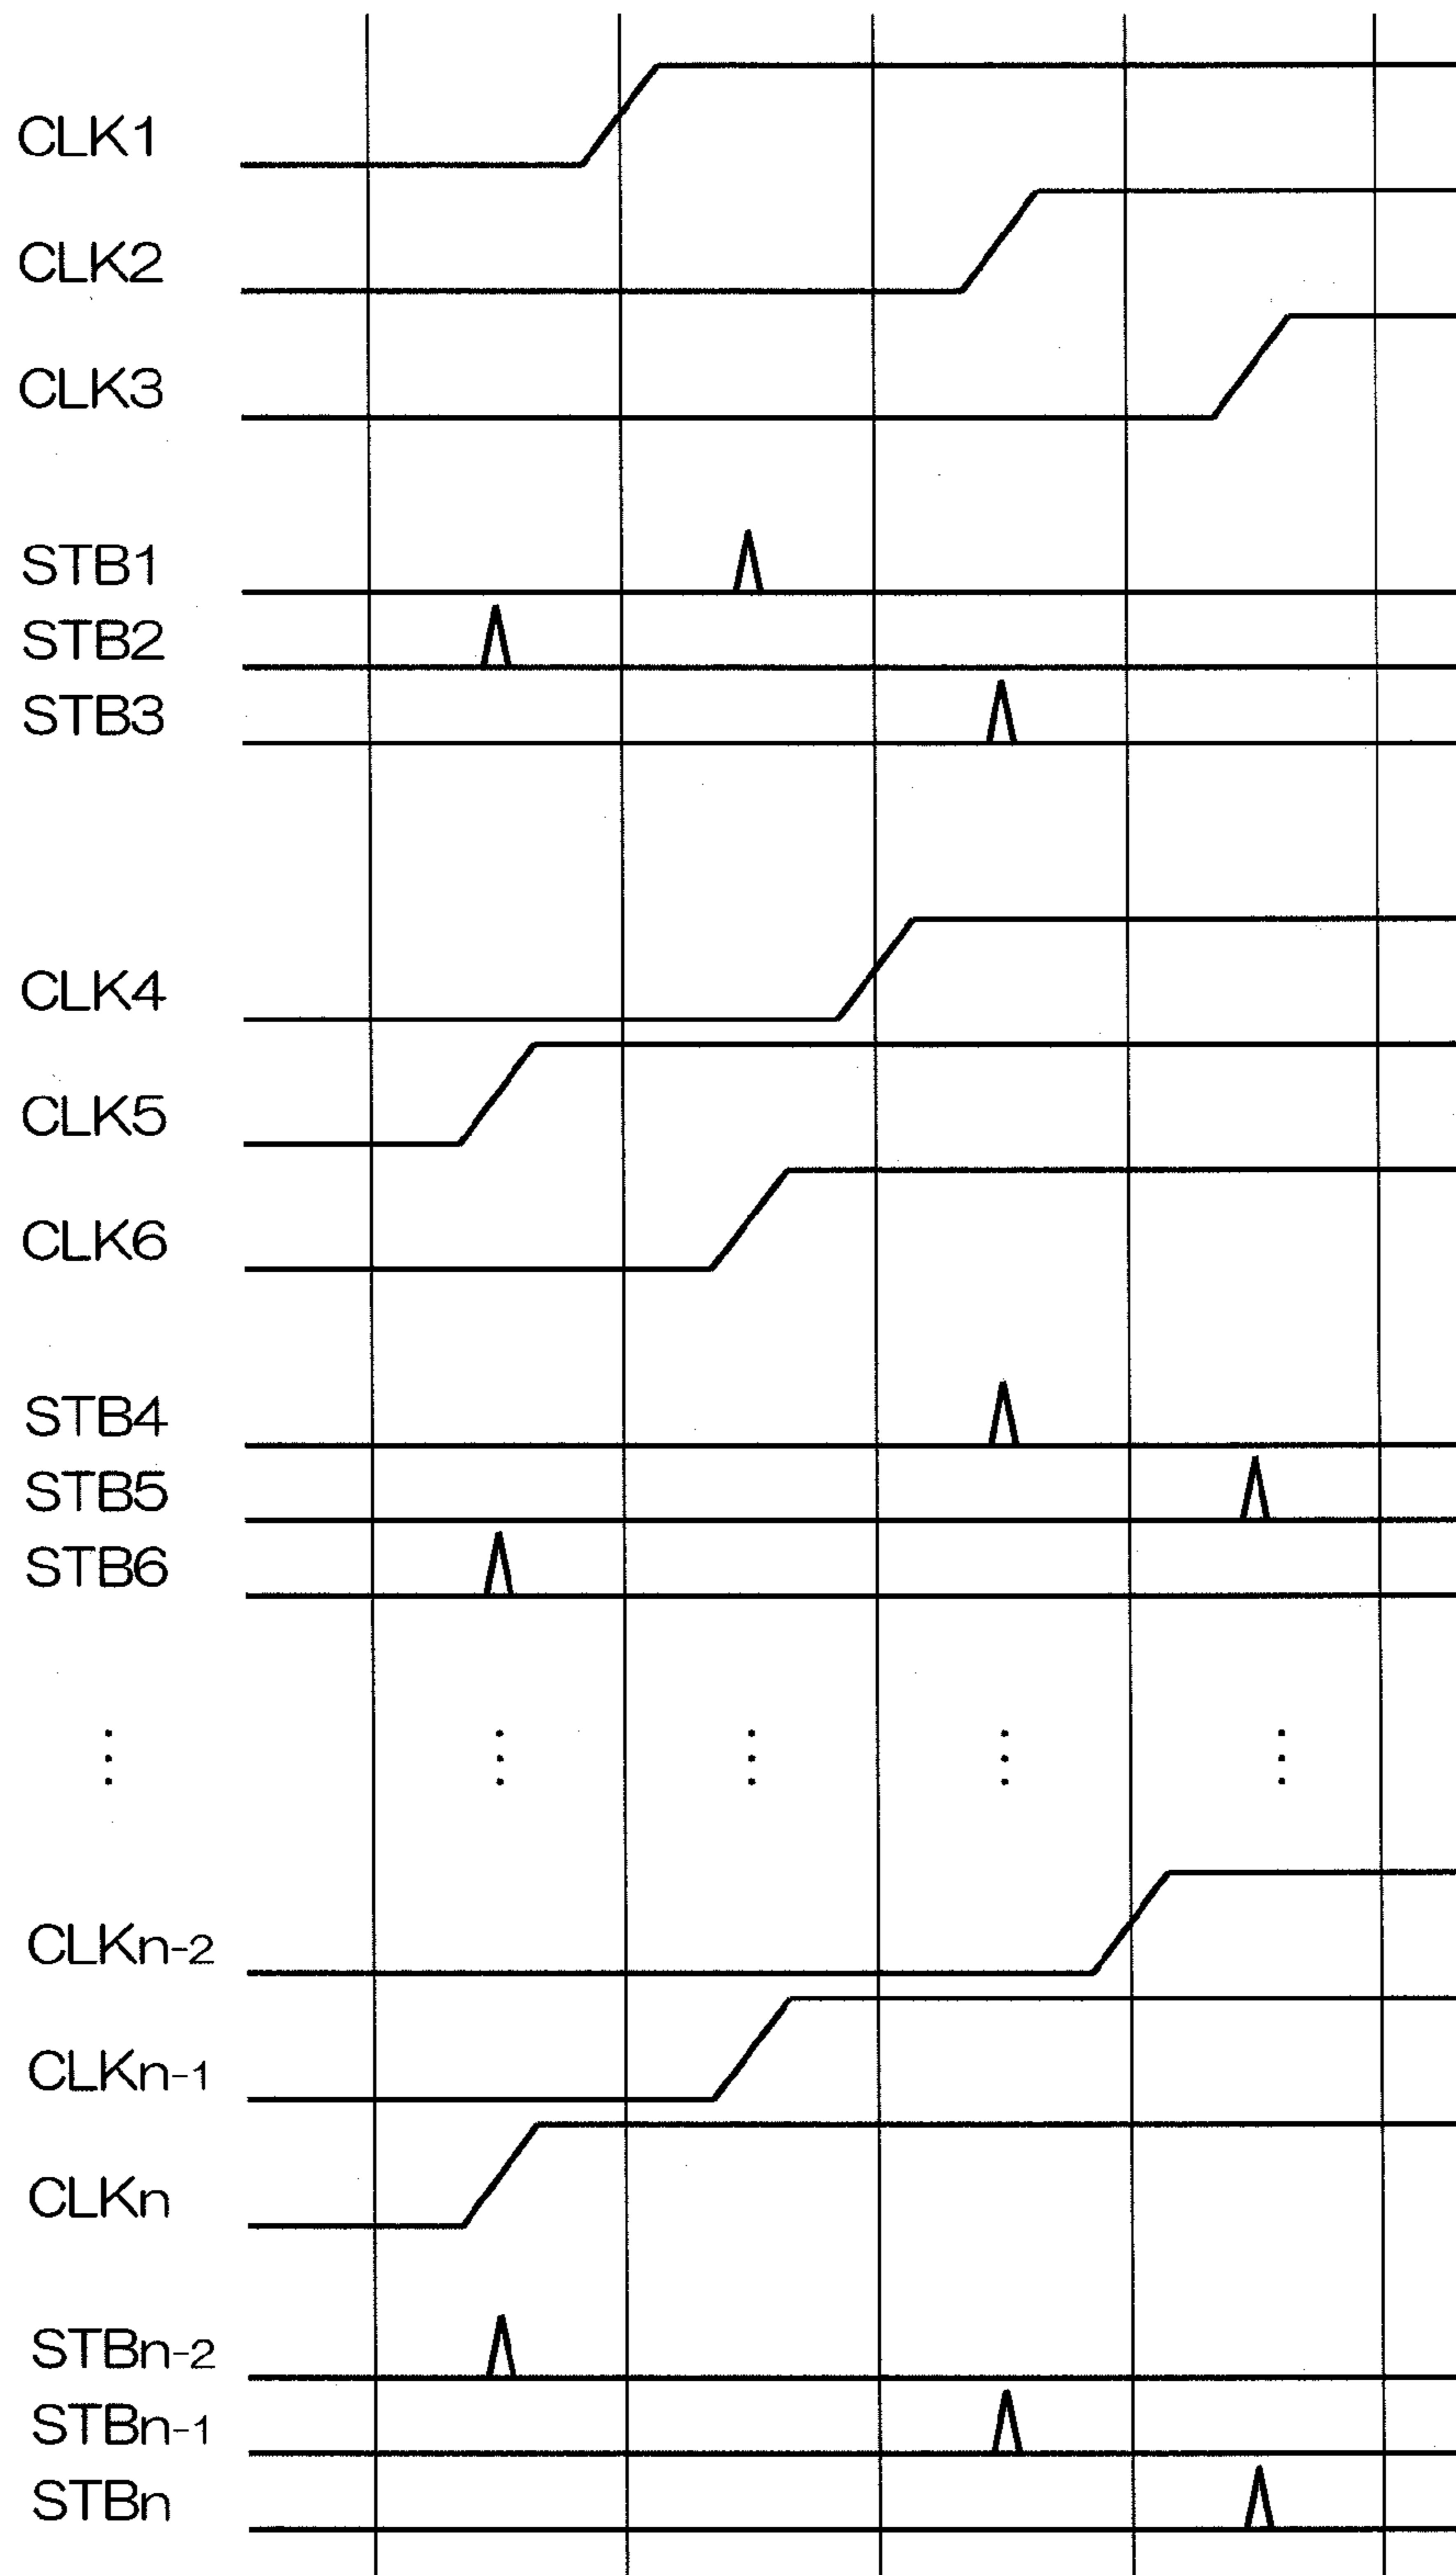 CLK1
CLK2
CLK3
STB1
STB2
STB3
CLK4
CLK5
CLK6
STB4
STB5
STB6
CLKn-2
CLKn-1
CLKn
STBn-2
STBn-1
STBn